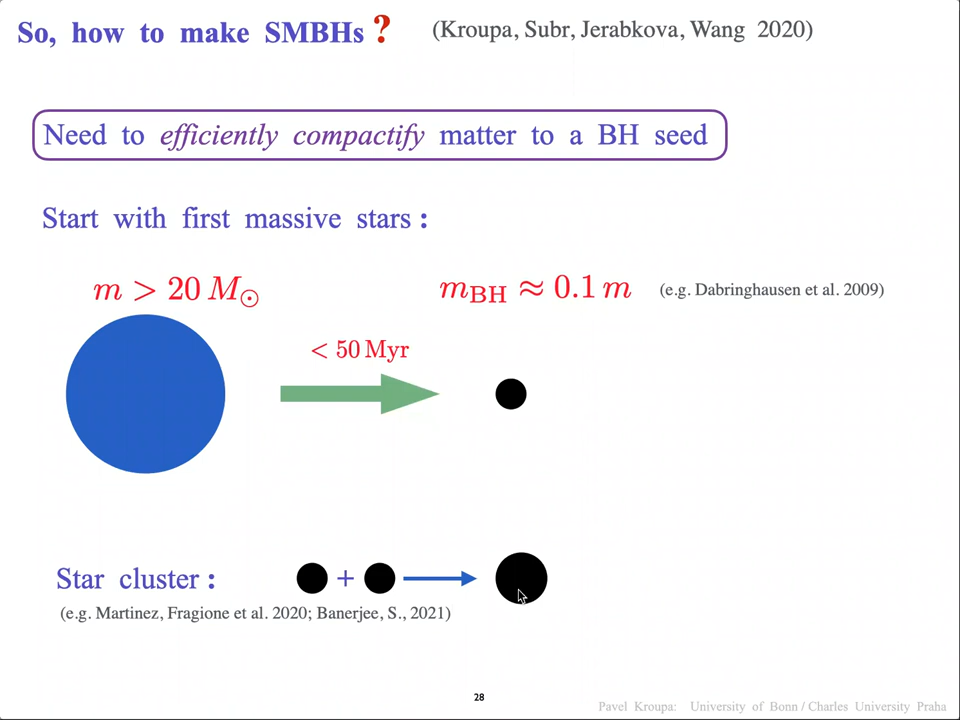 So, how to make SMBHs ? (Kroupa, Subr, Jerabkova, Wang 2020)
Need to efficiently compactify matter to a BH seed
Start with first massive stars :
m > 20 M⊙ m_BH ≈ 0.1 m (e.g. Dabringhausen et al. 2009)
< 50 Myr
Star cluster : +
(e.g. Martinez, Fragione et al. 2020; Banerjee, S., 2021)
28
Pavel Kroupa: University of Bonn / Charles University Praha